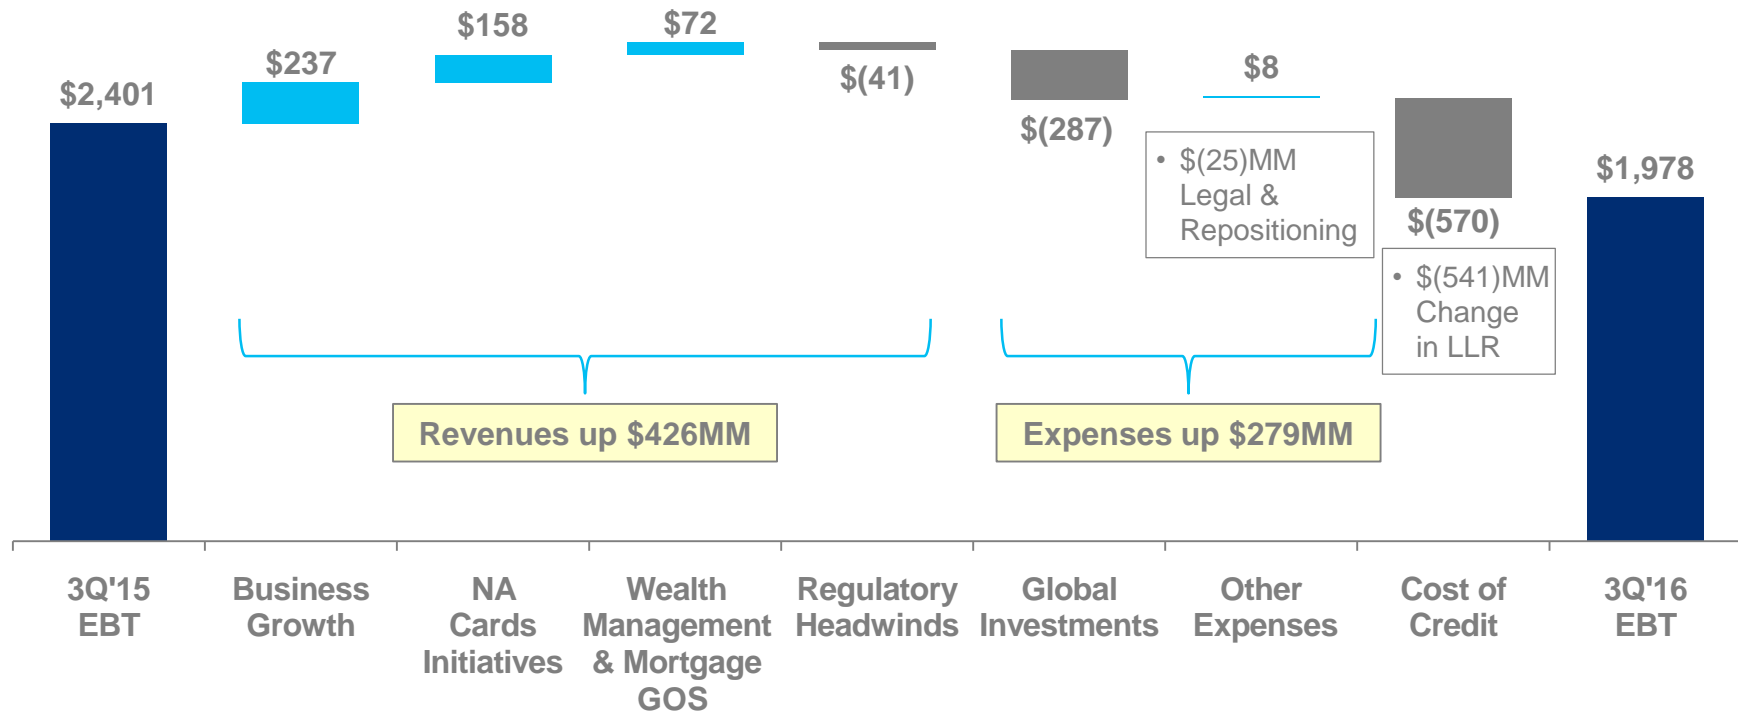 $2,401
$237
$158
$72
$(41)
$(287)
$8
• $(25)MM
Legal &
Repositioning
$(570)
• $(541)MM
Change
in LLR
$1,978
Revenues up $426MM
Expenses up $279MM
3Q'15
EBT
Business
Growth
NA
Cards
Initiatives
Wealth
Management
& Mortgage
GOS
Regulatory
Headwinds
Global
Investments
Other
Expenses
Cost of
Credit
3Q'16
EBT